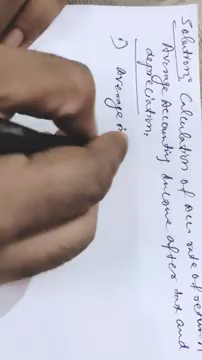 Solution: Calculation of Acc. rate of return
Average Accounting Income after tax and
depreciation,
i) Average